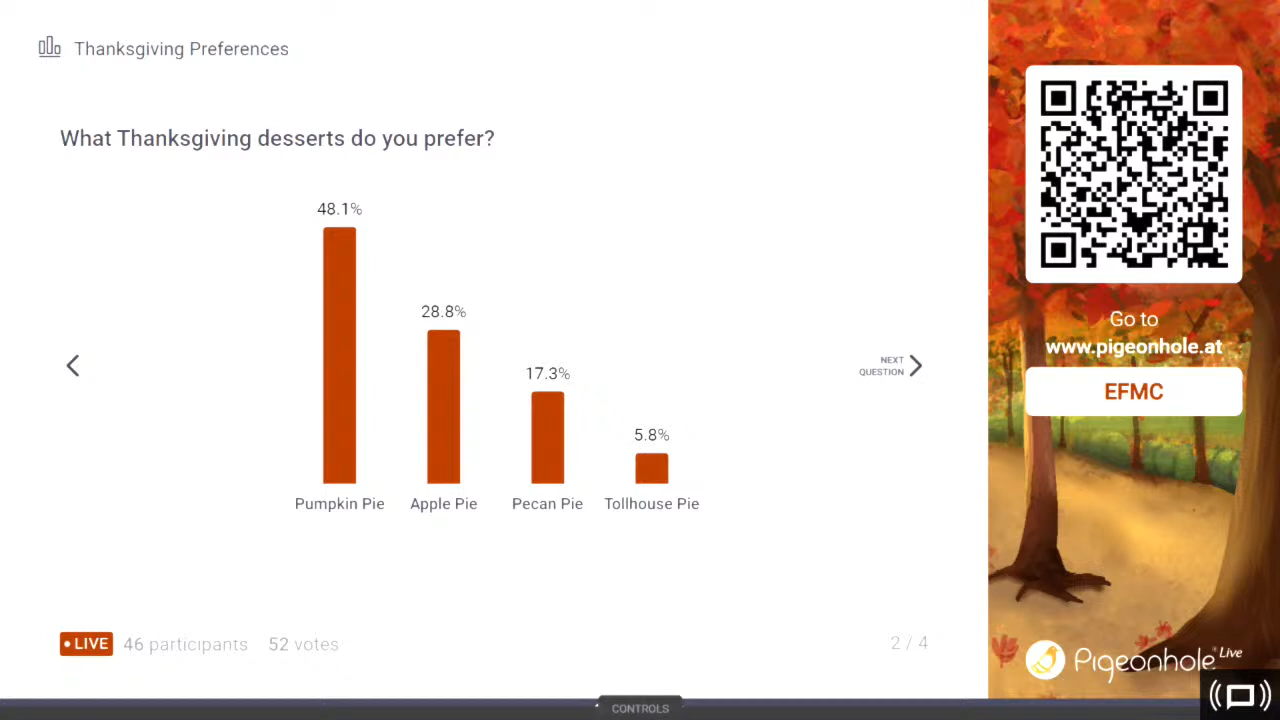 Thanksgiving Preferences
What Thanksgiving desserts do you prefer?
48.1%
28.8%
17.3%
5.8%
Pumpkin Pie
Apple Pie
Pecan Pie
Tollhouse Pie
NEXT
QUESTION
LIVE
46 participants
52 votes
2 / 4
Go to
www.pigeonhole.at
EFMC
Pigeonhole Live
CONTROLS